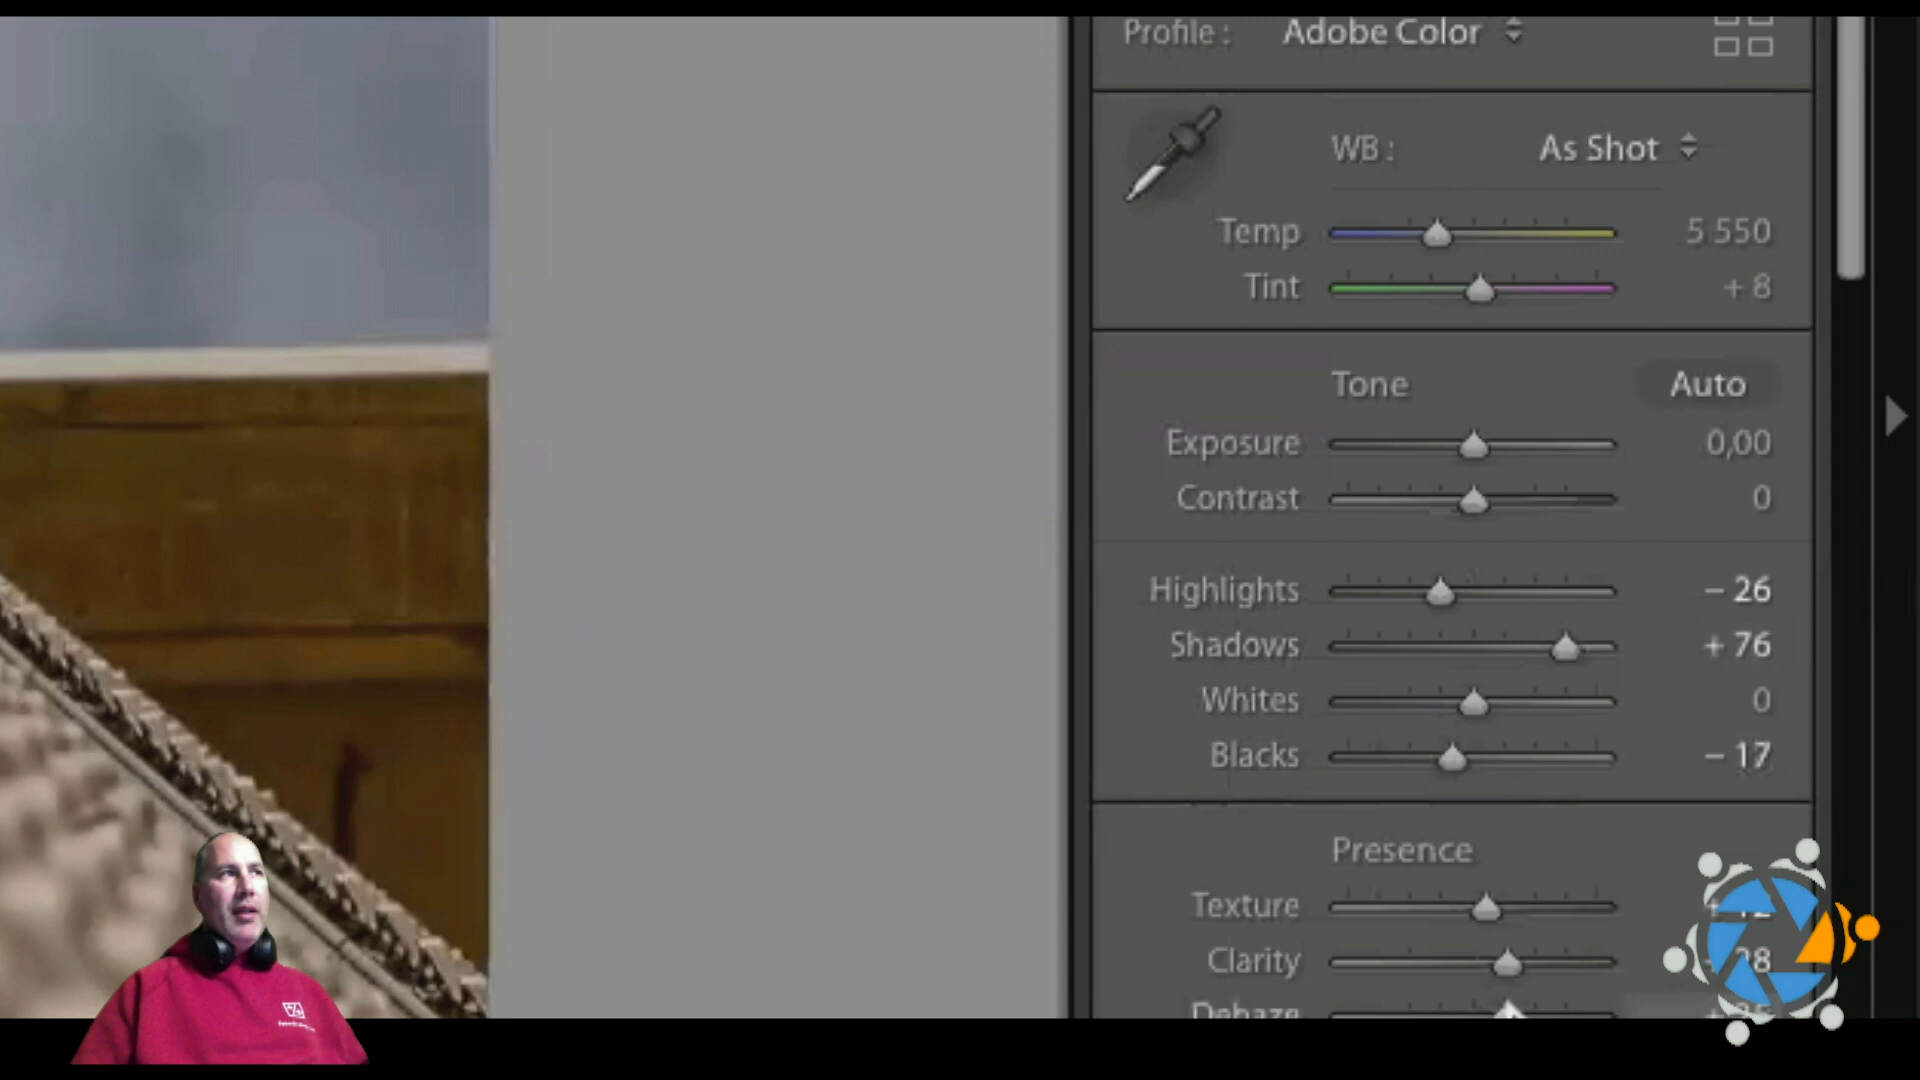 Profile : Adobe Color
WB : As Shot
Temp 5 550
Tint + 8
Tone Auto
Exposure 0,00
Contrast 0
Highlights – 26
Shadows + 76
Whites 0
Blacks – 17
Presence
Texture
Clarity
Dehaze